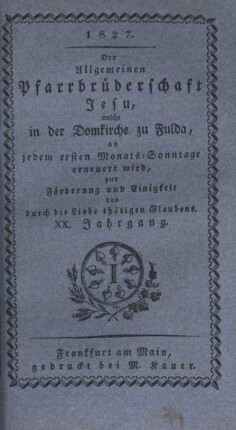 1827.
Der
Allgemeinen
Pfarrbrüderschaft
Jesu,
welche
in der Domkirche zu Fulda,
an
jedem ersten Monats-Sonntage
erneuert wird,
zur
Förderung und Einigkeit
des
durch die Liebe thätigen Glaubens.
XX. Jahrgang.
I
Frankfurt am Main,
gedruckt bei M. Kauer.